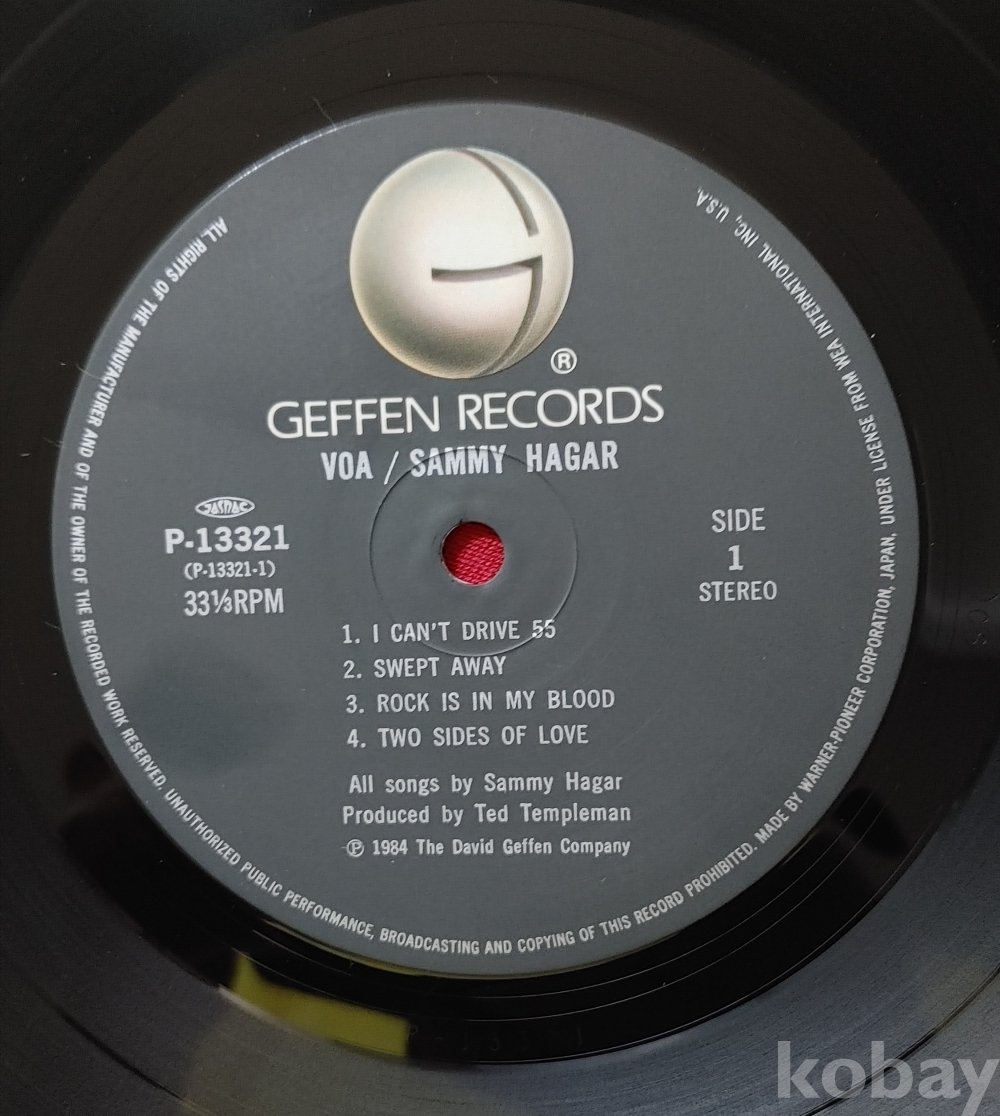 ALL RIGHTS OF THE MANUFACTURER AND OF THE OWNER OF THE RECORDED WORK RESERVED. UNAUTHORIZED PUBLIC PERFORMANCE, BROADCASTING AND COPYING OF THIS RECORD PROHIBITED. MADE BY WARNER-PIONEER CORPORATION, JAPAN, UNDER LICENSE FROM WEA INTERNATIONAL INC., U.S.A.
®
GEFFEN RECORDS
VOA / SAMMY HAGAR
JASRAC
P-13321
(P-13321-1)
33⅓RPM
SIDE
1
STEREO
1. I CAN'T DRIVE 55
2. SWEPT AWAY
3. ROCK IS IN MY BLOOD
4. TWO SIDES OF LOVE
All songs by Sammy Hagar
Produced by Ted Templeman
℗ 1984 The David Geffen Company
kobay